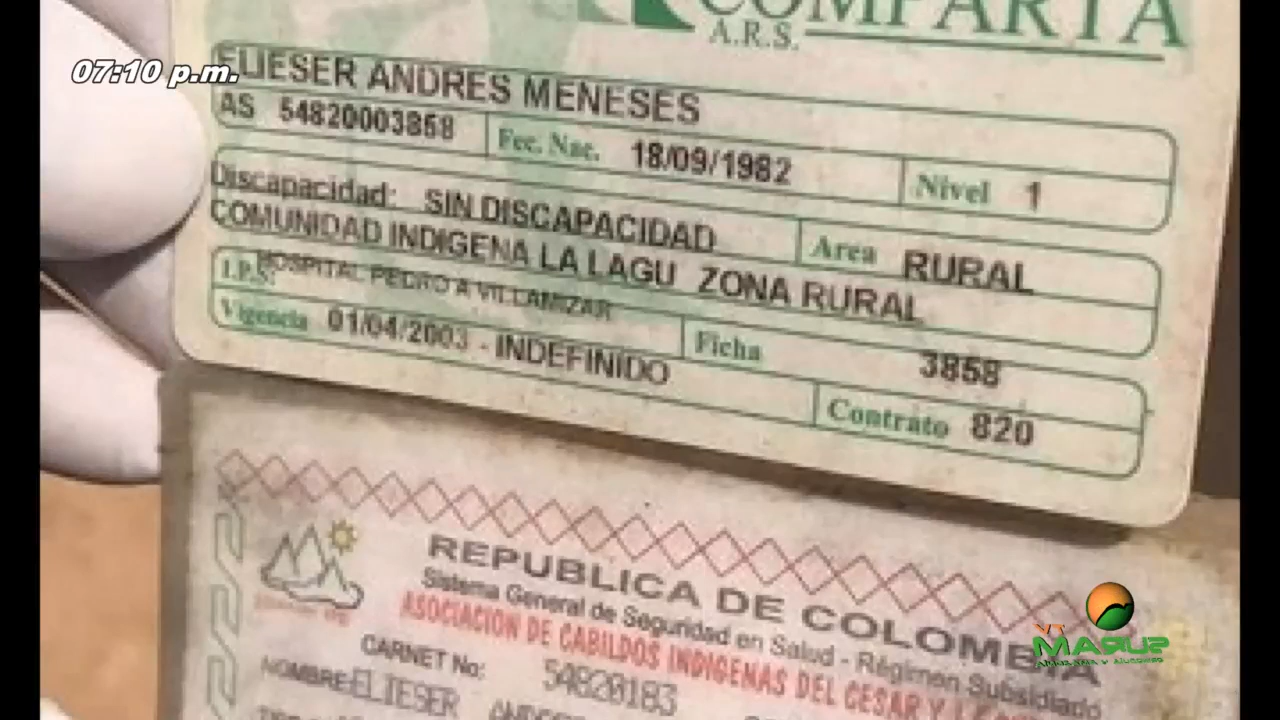 COMPARTA
A.R.S.
07:10 p.m.
ELIESER ANDRES MENESES
AS 54820003858 Fec. Nac. 18/09/1982 Nivel 1
Discapacidad: SIN DISCAPACIDAD Area RURAL
COMUNIDAD INDIGENA LA LAGU ZONA RURAL
I.P.S: HOSPITAL PEDRO A VILLAMIZAR
Vigencia 01/04/2003 - INDEFINIDO Ficha 3858
Contrato 820
REPUBLICA DE COLOMBIA
Sistema General de Seguridad en Salud - Régimen Subsidiado
ASOCIACION DE CABILDOS INDIGENAS DEL CESAR Y
CARNET No: 54820183
NOMBRE: ELIESER